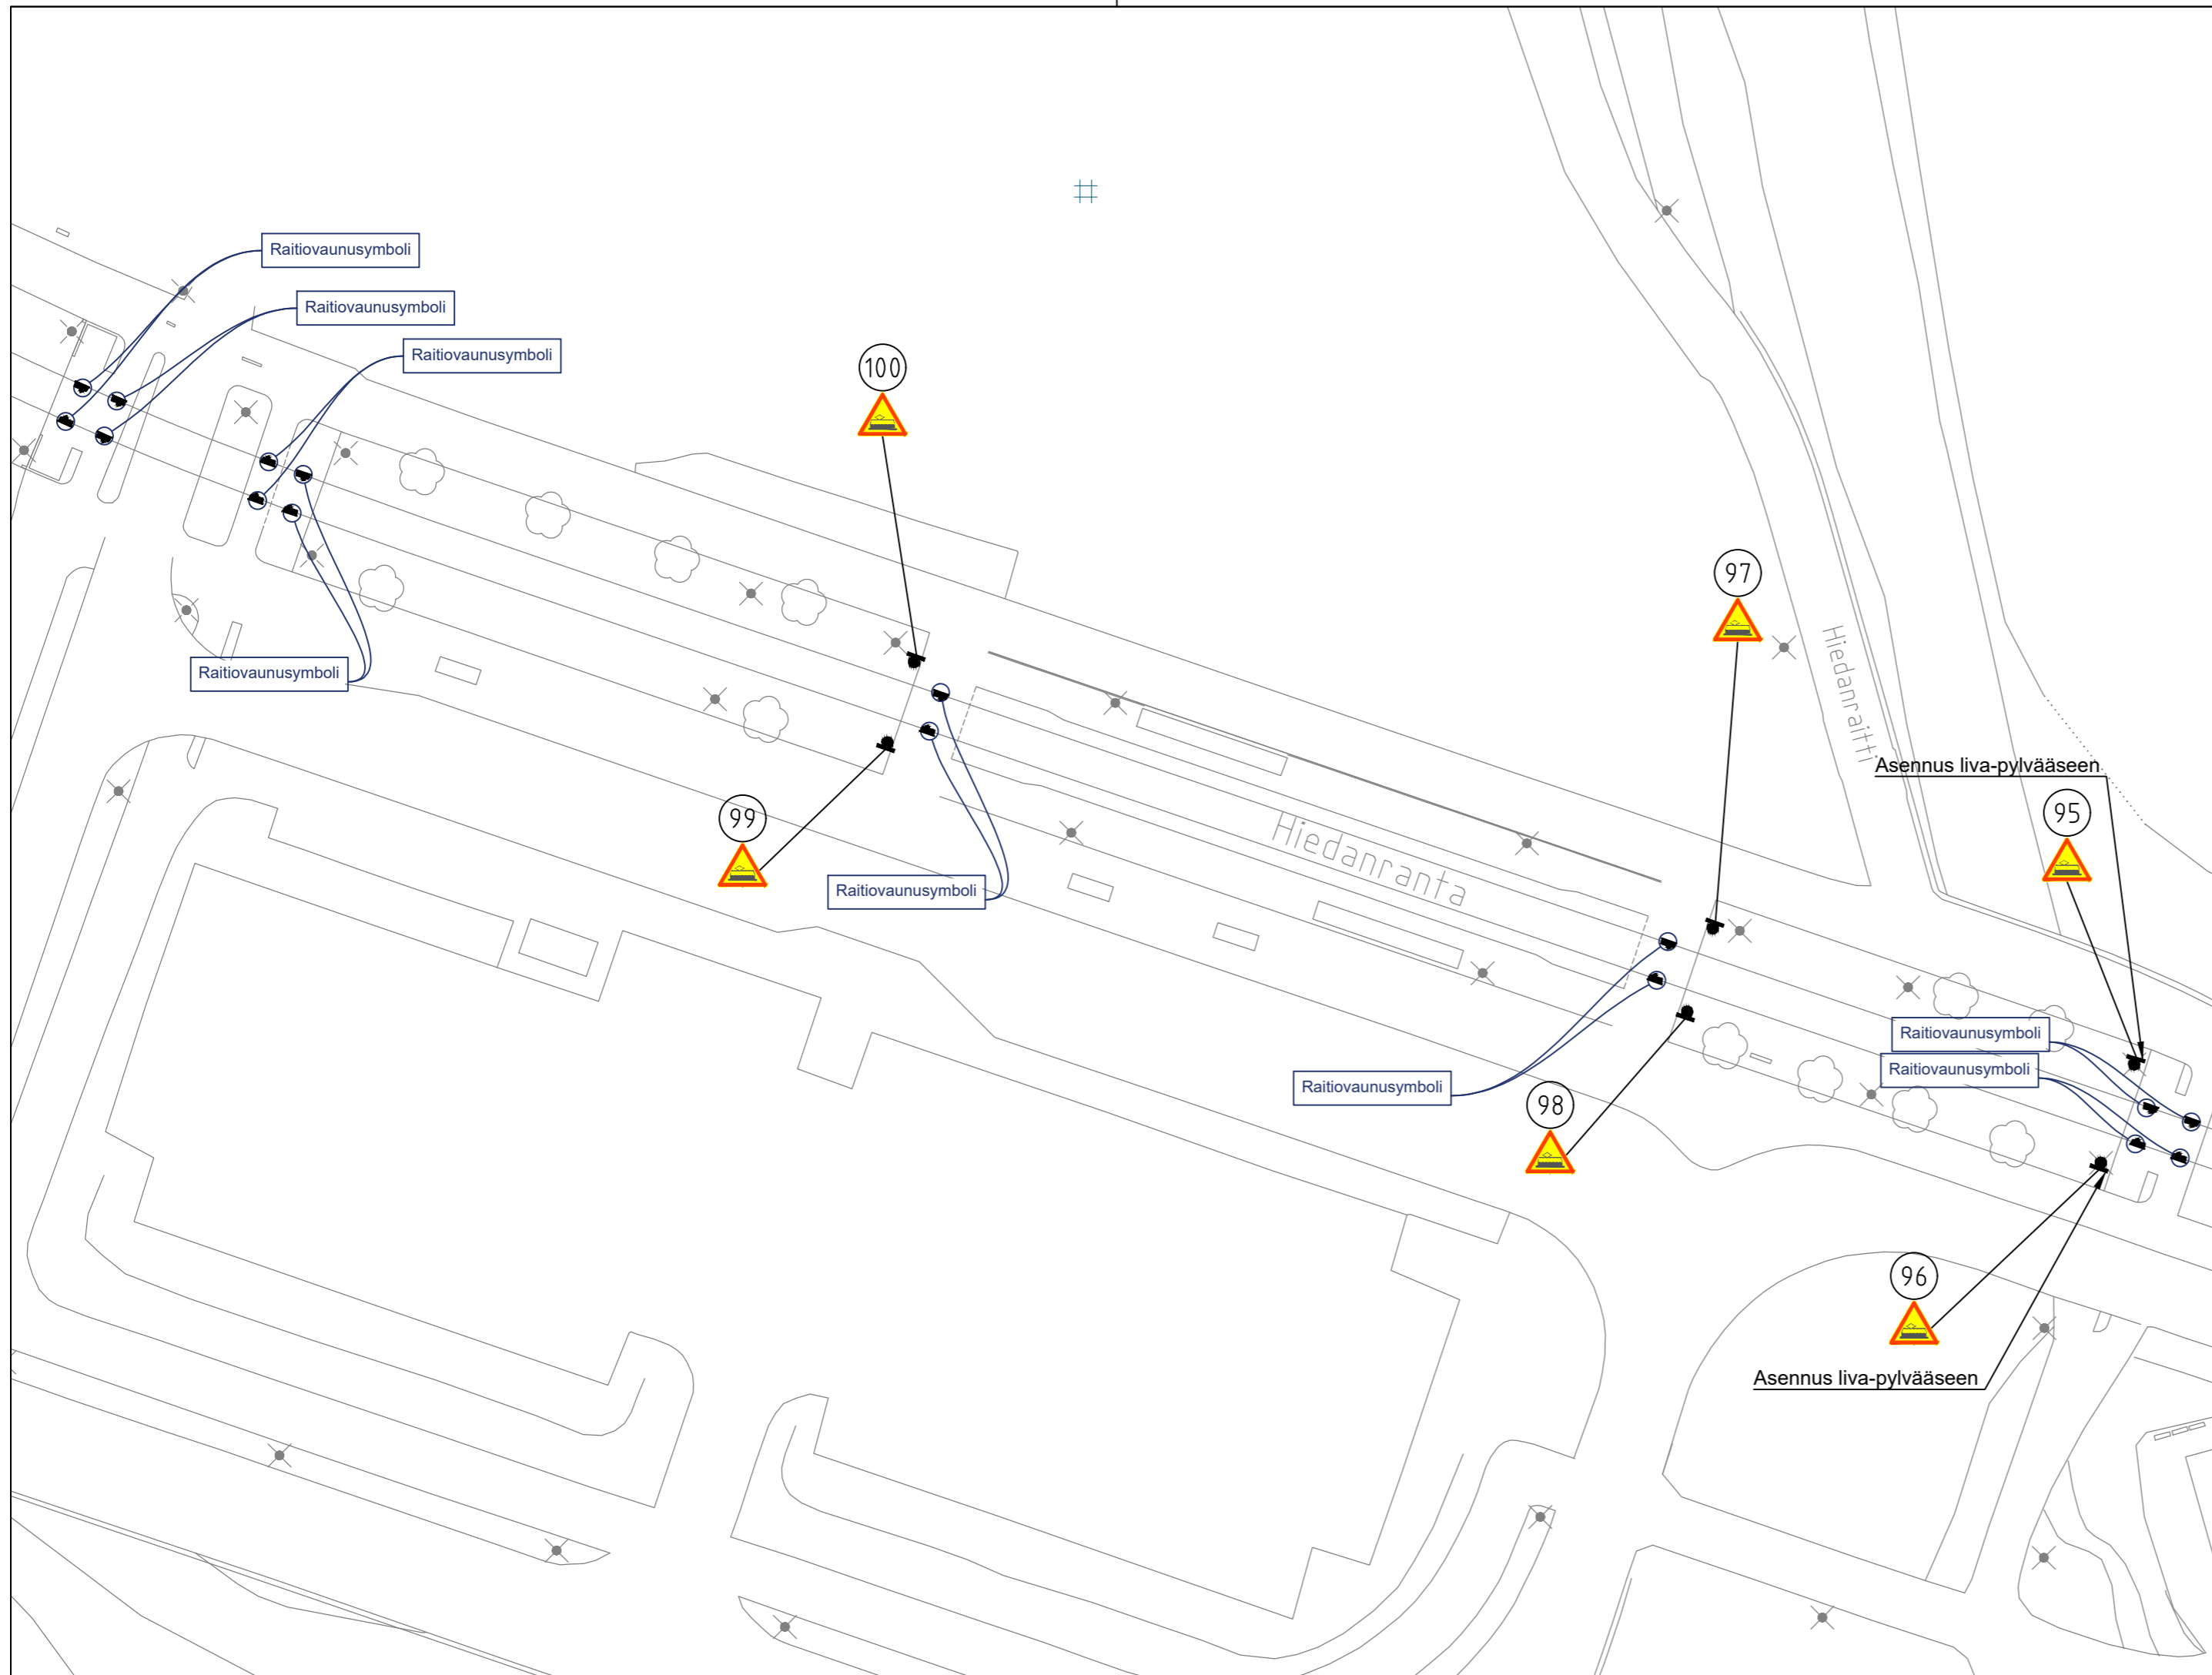 Raitiovaunusymboli
Raitiovaunusymboli
Raitiovaunusymboli
100
97
Hiedanraitti
Raitiovaunusymboli
Asennus liva-pylvääseen
95
99
Hiedanranta
Raitiovaunusymboli
Raitiovaunusymboli
Raitiovaunusymboli
Raitiovaunusymboli
98
96
Asennus liva-pylvääseen